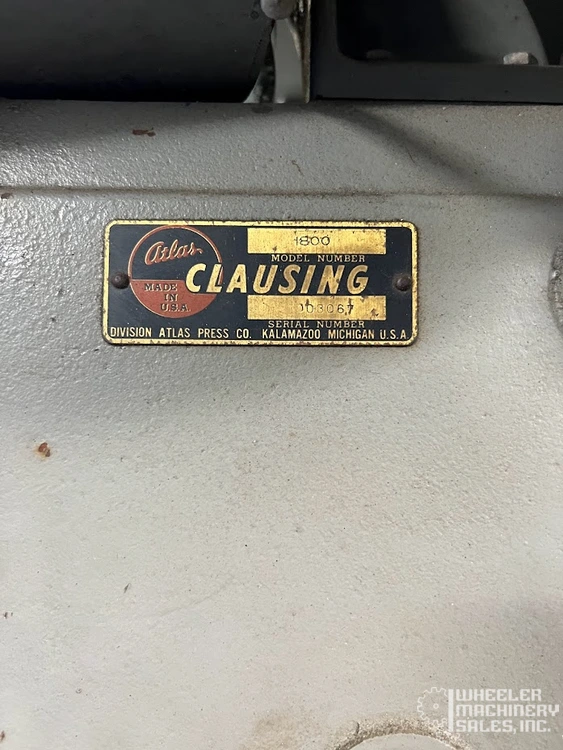 Atlas
MADE
IN
U.S.A.
1800
MODEL NUMBER
CLAUSING
003067
SERIAL NUMBER
DIVISION ATLAS PRESS CO. KALAMAZOO MICHIGAN U.S.A.
WHEELER
MACHINERY
SALES, INC.